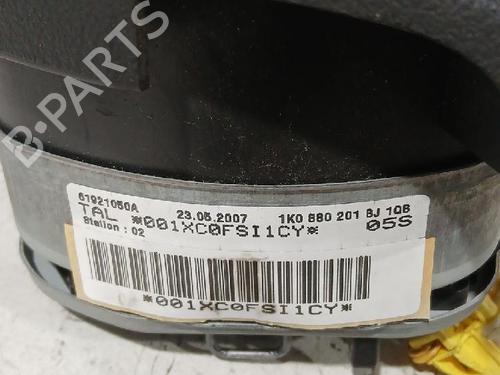 B-PARTS
61921050A 23.05.2007 1K0 880 201 BJ 1QB
TAL *001XC0FSI1CY* 05S
Station : 02
*001XC0FSI1CY*